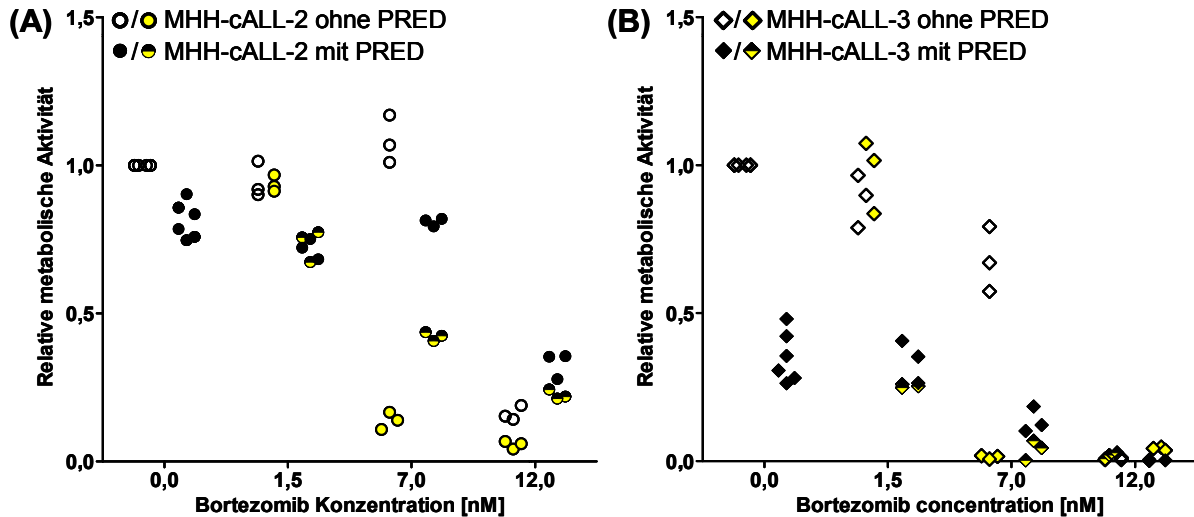 (A)
/ MHH-cALL-2 ohne PRED
/ MHH-cALL-2 mit PRED
Relative metabolische Aktivität
1,5
1,0
0,5
0,0
0,0 1,5 7,0 12,0
Bortezomib Konzentration [nM]
(B)
/ MHH-cALL-3 ohne PRED
/ MHH-cALL-3 mit PRED
Relative metabolische Aktivität
1,5
1,0
0,5
0,0
0,0 1,5 7,0 12,0
Bortezomib concentration [nM]